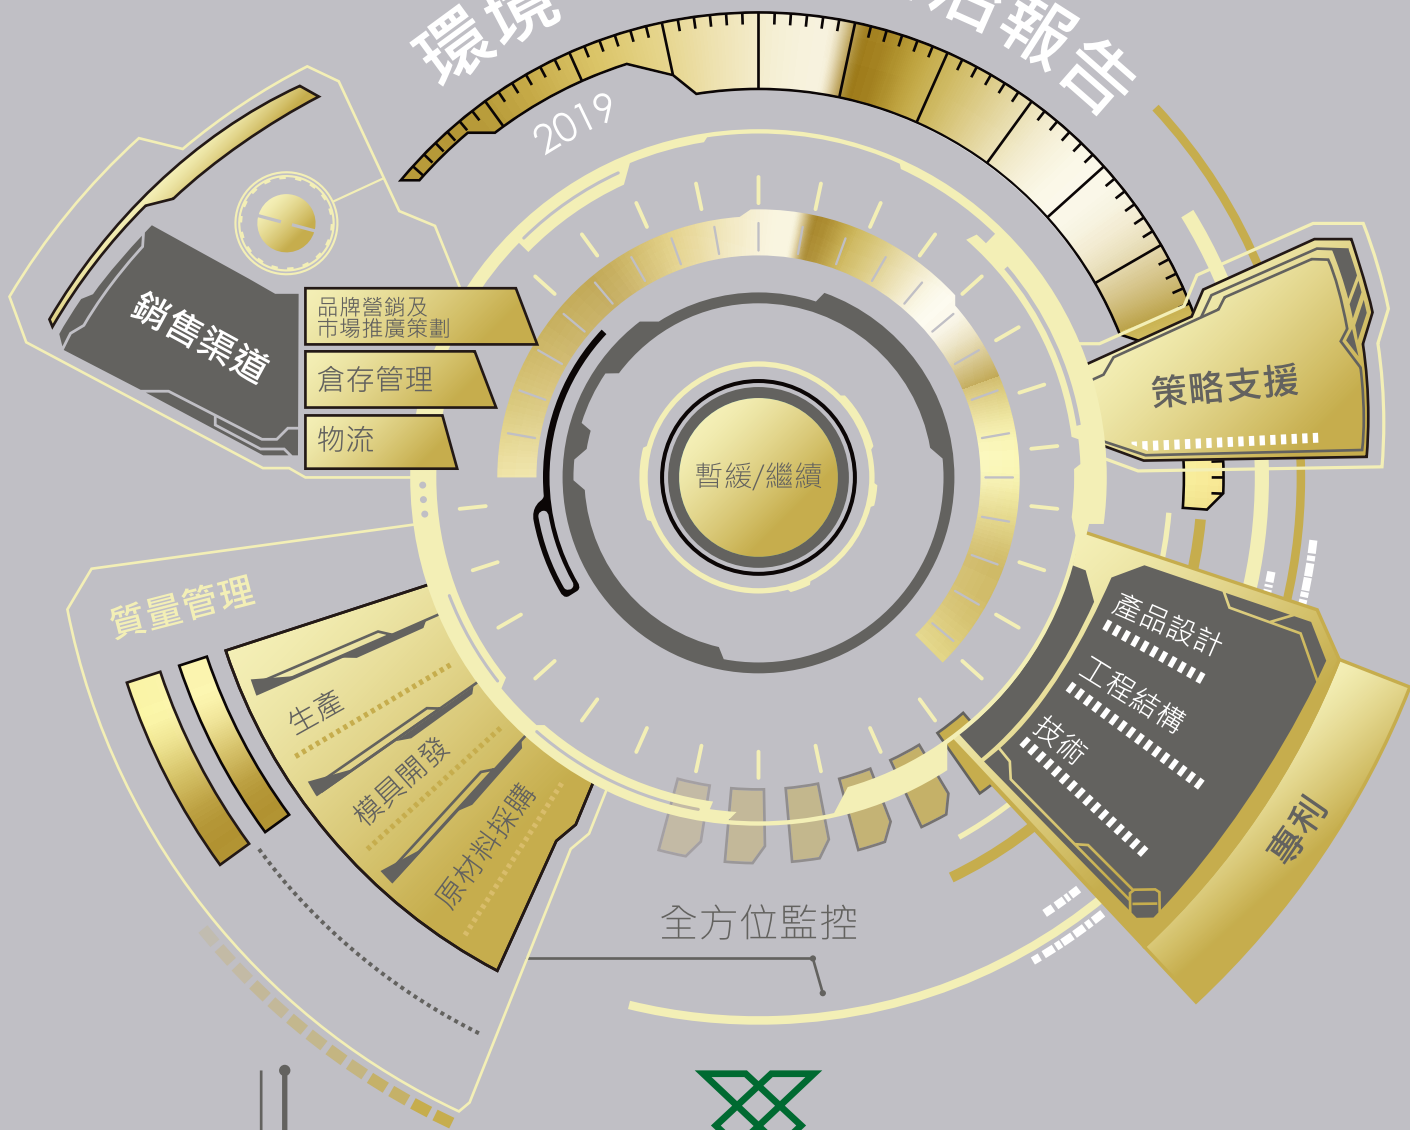 環境
報告
2019
銷售渠道
品牌營銷及
市場推廣策劃
倉存管理
物流
策略支援
暫緩/繼續
質量管理
生產
模具開發
原材料採購
產品設計
工程結構
技術
專利
全方位監控